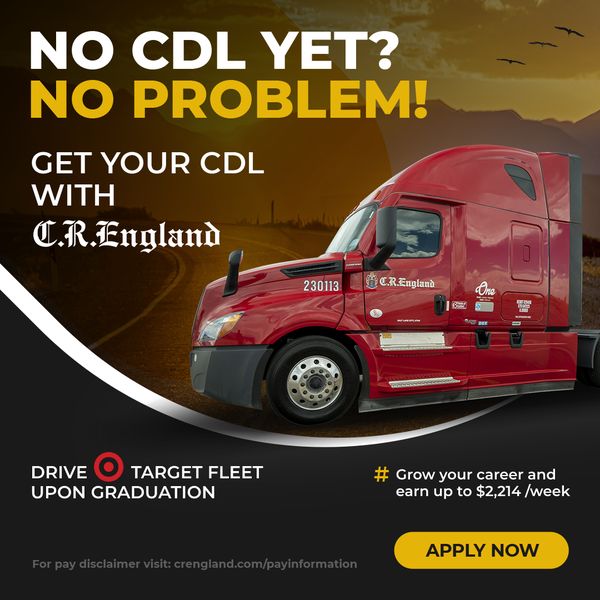 NO CDL YET?
NO PROBLEM!
GET YOUR CDL
WITH
C.R.England
230113
C.R.England
One
DRIVE TARGET FLEET
UPON GRADUATION
# Grow your career and
earn up to $2,214 /week
For pay disclaimer visit: crengland.com/payinformation
APPLY NOW